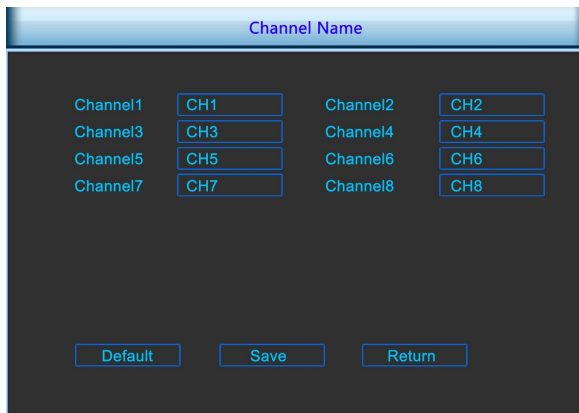 Channel Name
Channel1 CH1 Channel2 CH2
Channel3 CH3 Channel4 CH4
Channel5 CH5 Channel6 CH6
Channel7 CH7 Channel8 CH8
Default Save Return